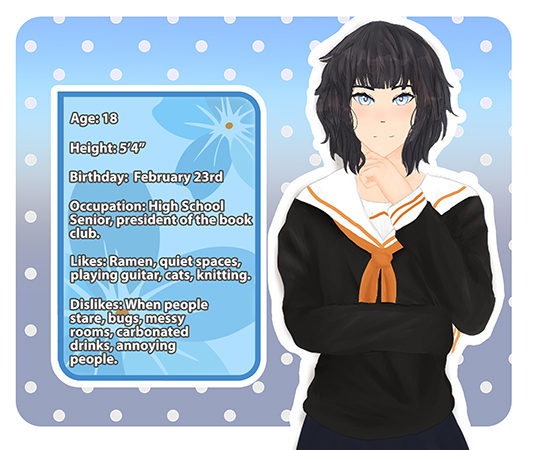 Age: 18
Height: 5'4"
Birthday: February 23rd
Occupation: High School
Senior, president of the book
club.
Likes: Ramen, quiet spaces,
playing guitar, cats, knitting.
Dislikes: When people
stare, bugs, messy
rooms, carbonated
drinks, annoying
people.